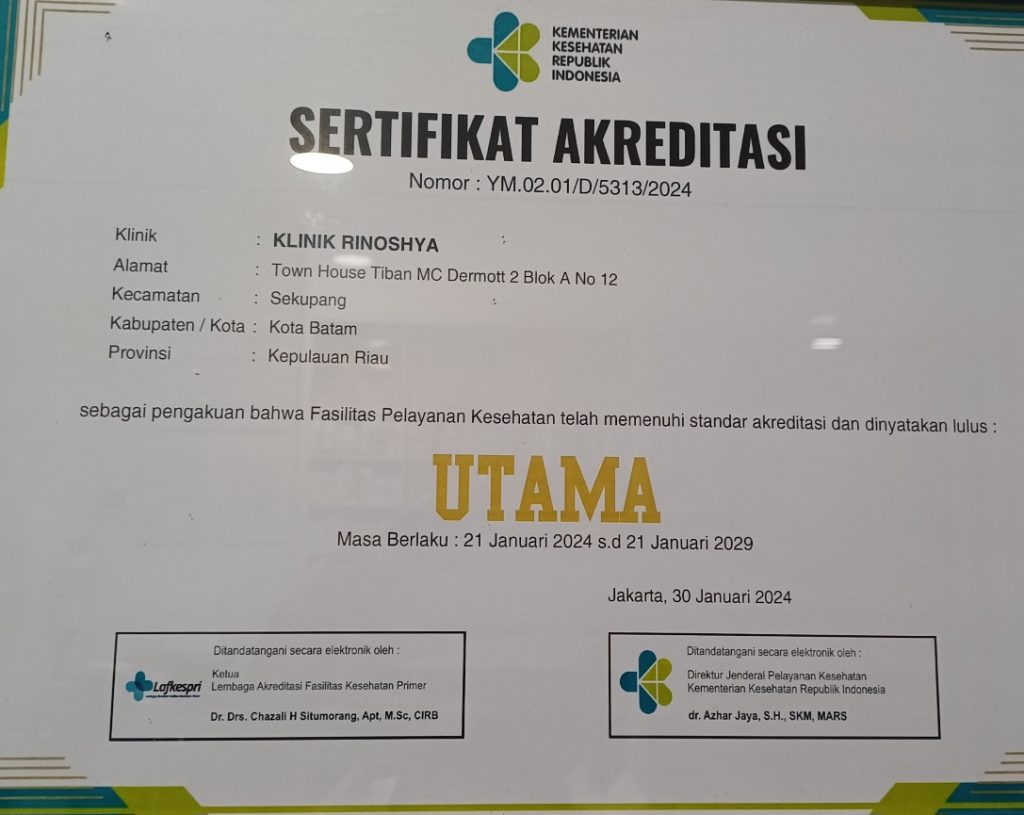 KEMENTERIAN
KESEHATAN
REPUBLIK
INDONESIA
SERTIFIKAT AKREDITASI
Nomor : YM.02.01/D/5313/2024
Klinik : KLINIK RINOSHYA
Alamat : Town House Tiban MC Dermott 2 Blok A No 12
Kecamatan : Sekupang
Kabupaten / Kota : Kota Batam
Provinsi : Kepulauan Riau
sebagai pengakuan bahwa Fasilitas Pelayanan Kesehatan telah memenuhi standar akreditasi dan dinyatakan lulus :
UTAMA
Masa Berlaku : 21 Januari 2024 s.d 21 Januari 2029
Jakarta, 30 Januari 2024
Ditandatangani secara elektronik oleh :
Lafkespri
Ketua
Lembaga Akreditasi Fasilitas Kesehatan Primer
Dr. Drs. Chazali H Situmorang, Apt, M.Sc, CIRB
Ditandatangani secara elektronik oleh :
Direktur Jenderal Pelayanan Kesehatan
Kementerian Kesehatan Republik Indonesia
dr. Azhar Jaya, S.H., SKM, MARS